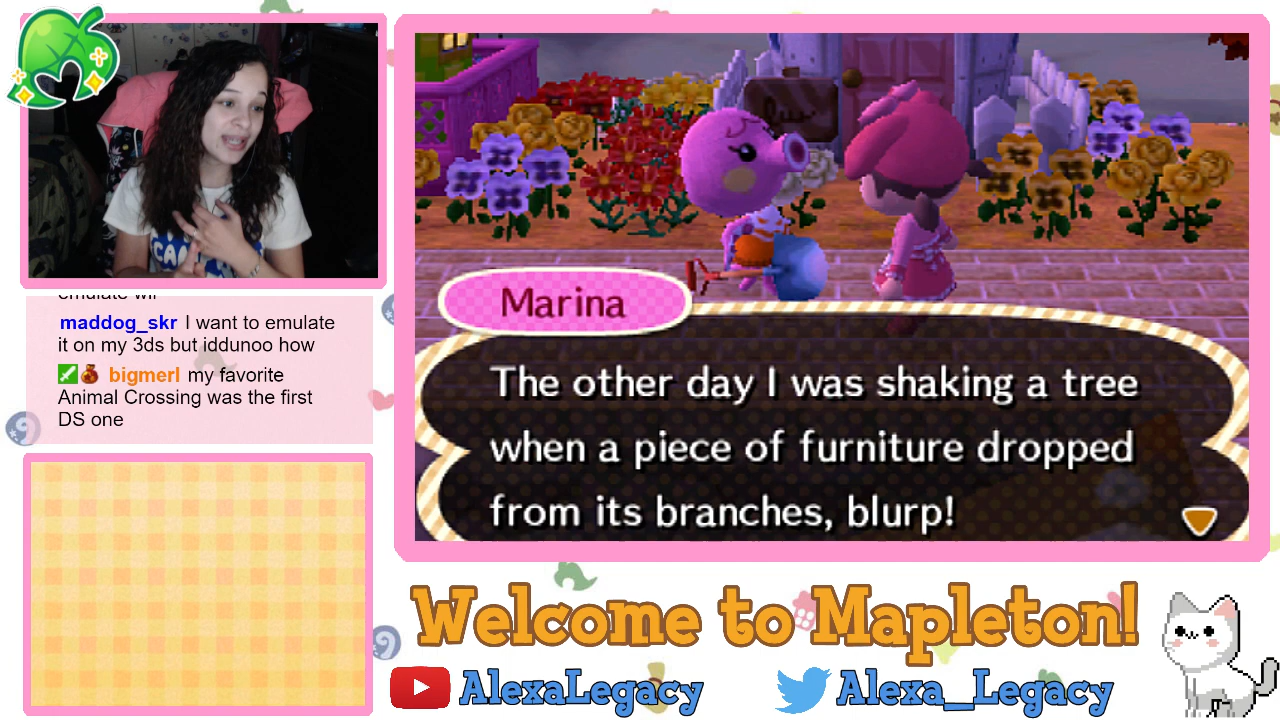 maddog_skr I want to emulate
it on my 3ds but iddunoo how
bigmerl my favorite
Animal Crossing was the first
DS one
Marina
The other day I was shaking a tree
when a piece of furniture dropped
from its branches, blurp!
Welcome to Mapleton!
AlexaLegacy
Alexa__Legacy